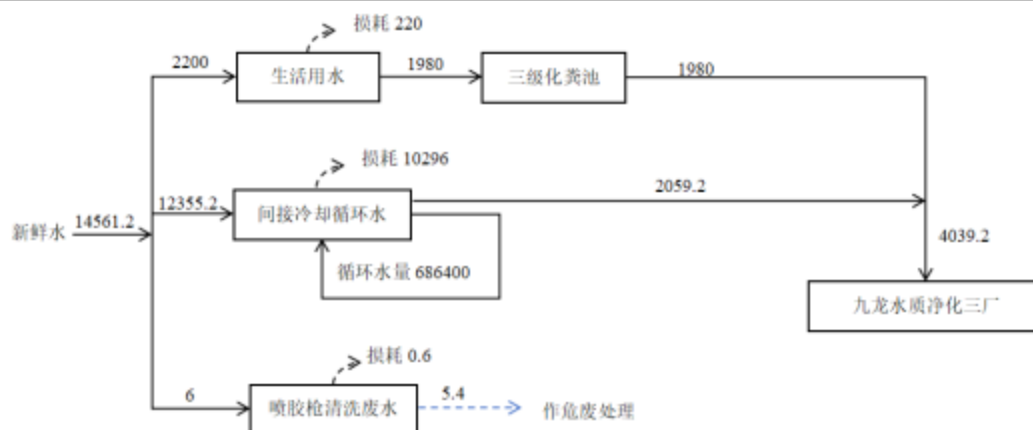 损耗 220
2200
生活用水
1980
三级化粪池
1980
损耗 10296
12355.2
间接冷却循环水
2059.2
新鲜水
14561.2
循环水量 686400
4039.2
九龙水质净化三厂
损耗 0.6
6
喷胶枪清洗废水
5.4
作危废处理